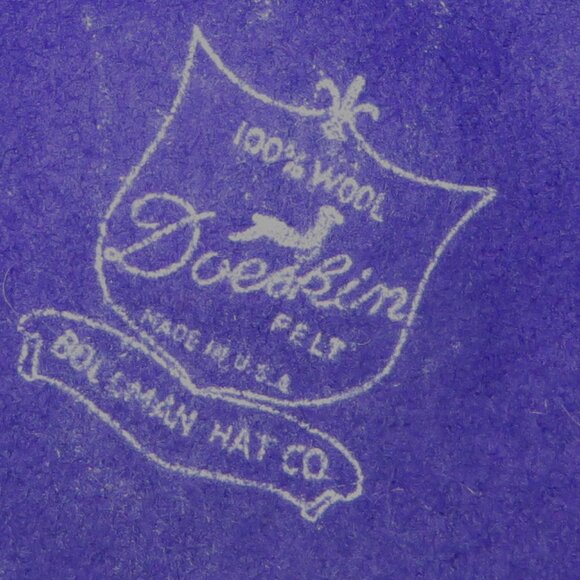 100% WOOL
Doeskin
FELT
MADE IN U.S.A.
BOLLMAN HAT CO.